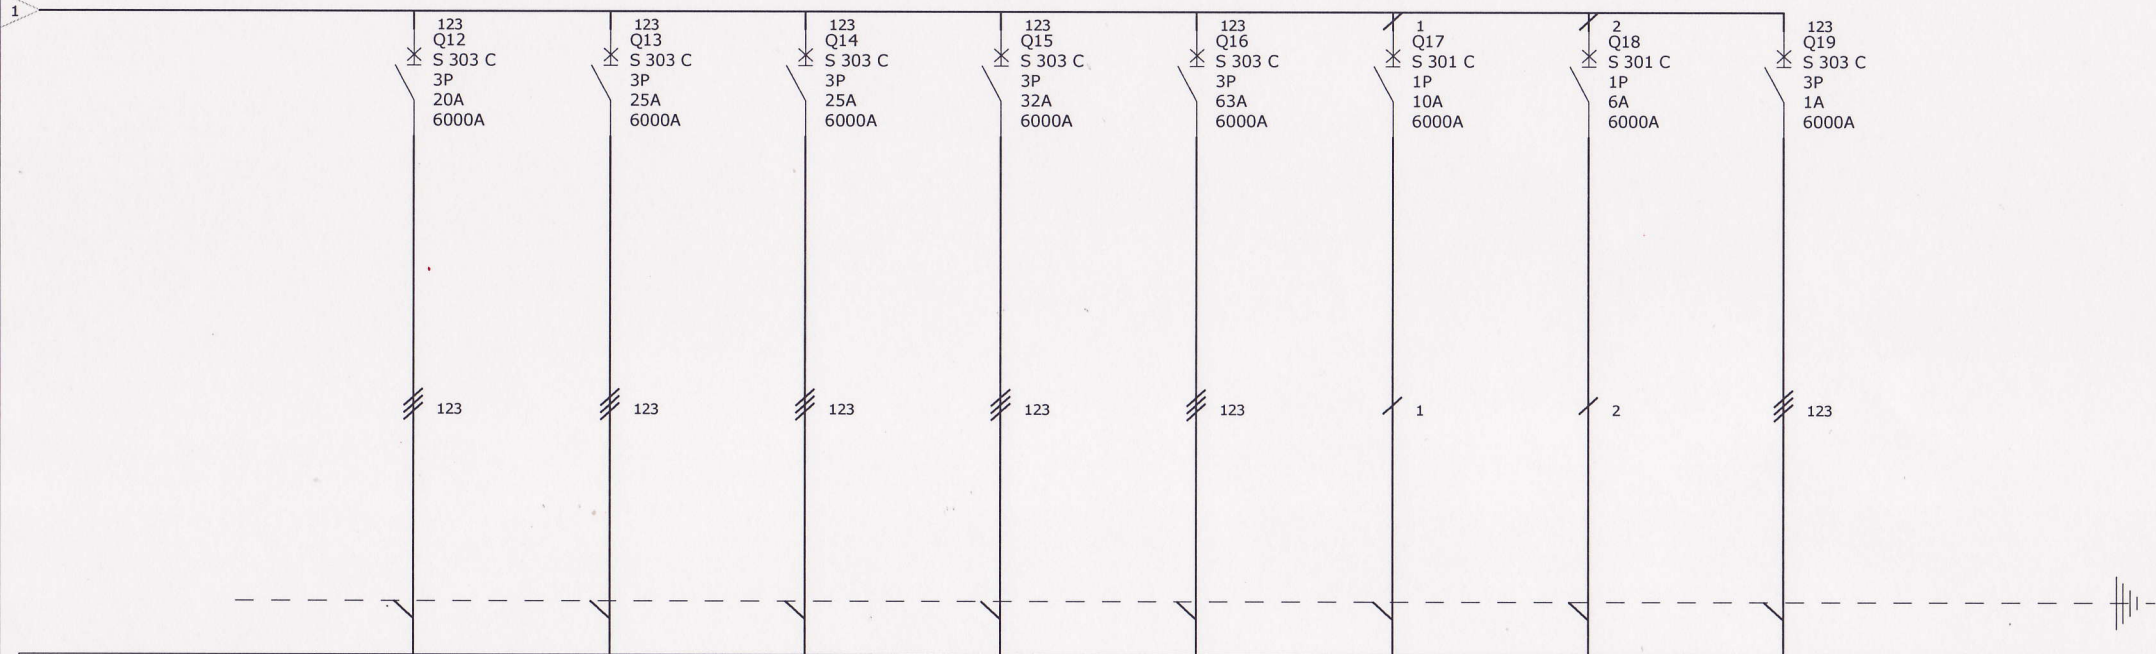 1
123
Q12
S 303 C
3P
20A
6000A
123
Q13
S 303 C
3P
25A
6000A
123
Q14
S 303 C
3P
25A
6000A
123
Q15
S 303 C
3P
32A
6000A
123
Q16
S 303 C
3P
63A
6000A
1
Q17
S 301 C
1P
10A
6000A
2
Q18
S 301 C
1P
6A
6000A
123
Q19
S 303 C
3P
1A
6000A
123
123
123
123
123
1
2
123